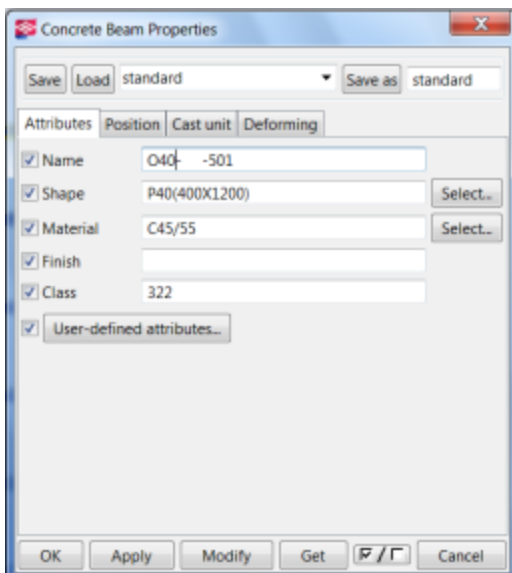 Concrete Beam Properties
Save Load standard Save as standard
Attributes Position Cast unit Deforming
Name O40- -501
Shape P40(400X1200) Select...
Material C45/55 Select...
Finish
Class 322
User-defined attributes...
OK Apply Modify Get / Cancel